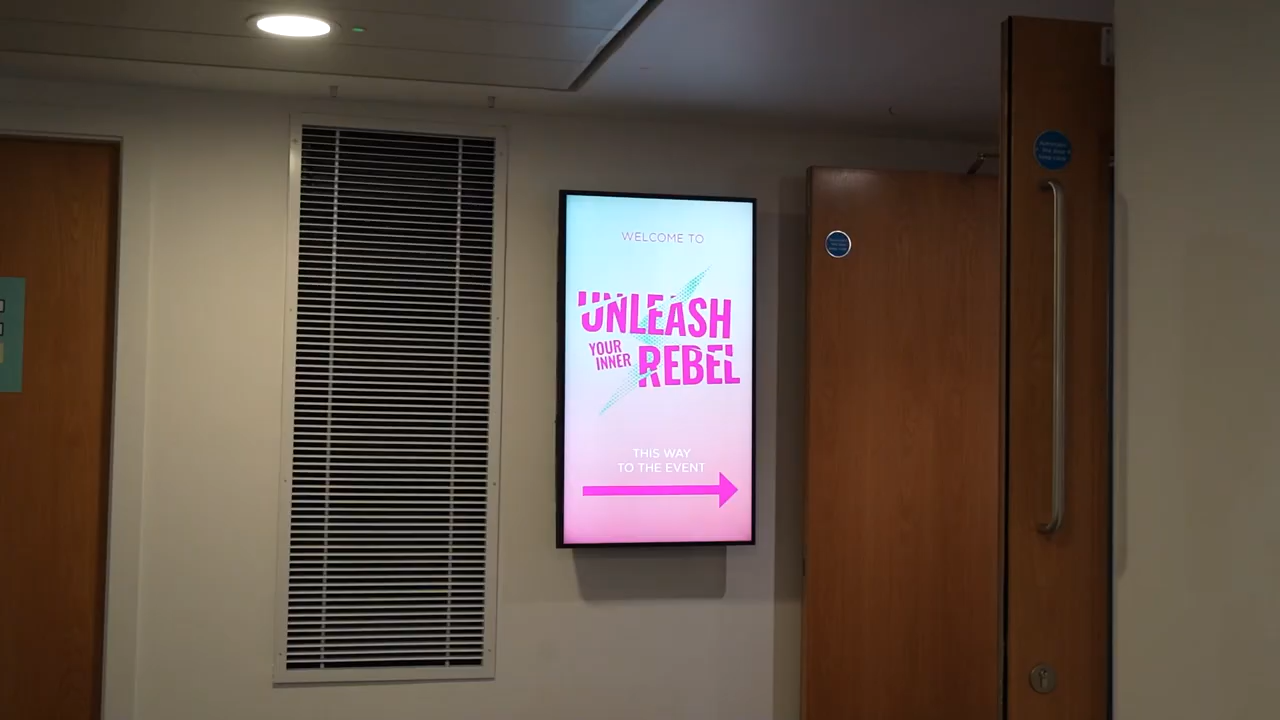 WELCOME TO
UNLEASH
YOUR
INNER
REBEL
THIS WAY
TO THE EVENT